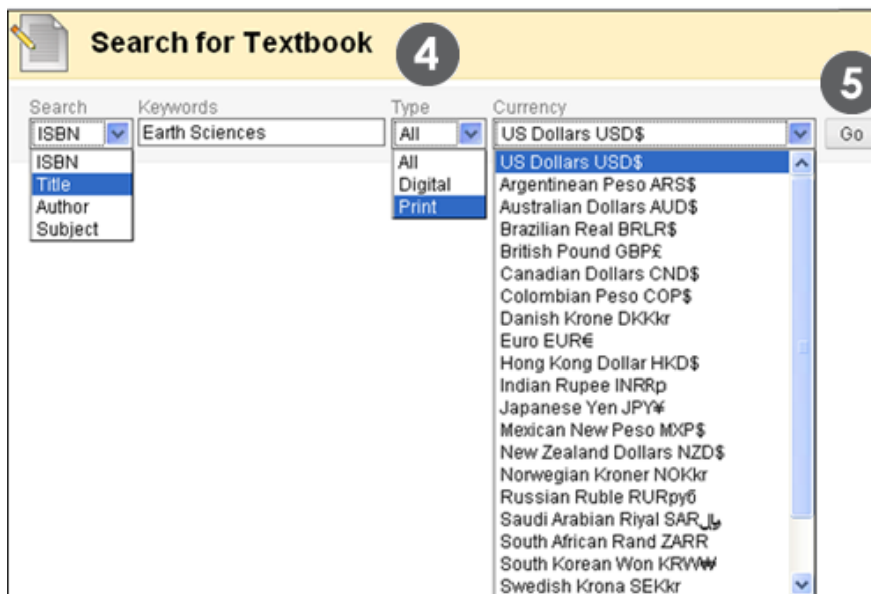 Search for Textbook
4
5
Search Keywords Type Currency
ISBN Earth Sciences All US Dollars USD$ Go
ISBN
Title
Author
Subject
All
Digital
Print
US Dollars USD$
Argentinean Peso ARS$
Australian Dollars AUD$
Brazilian Real BRLR$
British Pound GBP£
Canadian Dollars CND$
Colombian Peso COP$
Danish Krone DKKkr
Euro EUR€
Hong Kong Dollar HKD$
Indian Rupee INRRp
Japanese Yen JPY¥
Mexican New Peso MXP$
New Zealand Dollars NZD$
Norwegian Kroner NOKkr
Russian Ruble RURруб
Saudi Arabian Riyal SAR﷼
South African Rand ZARR
South Korean Won KRW₩
Swedish Krona SEKkr